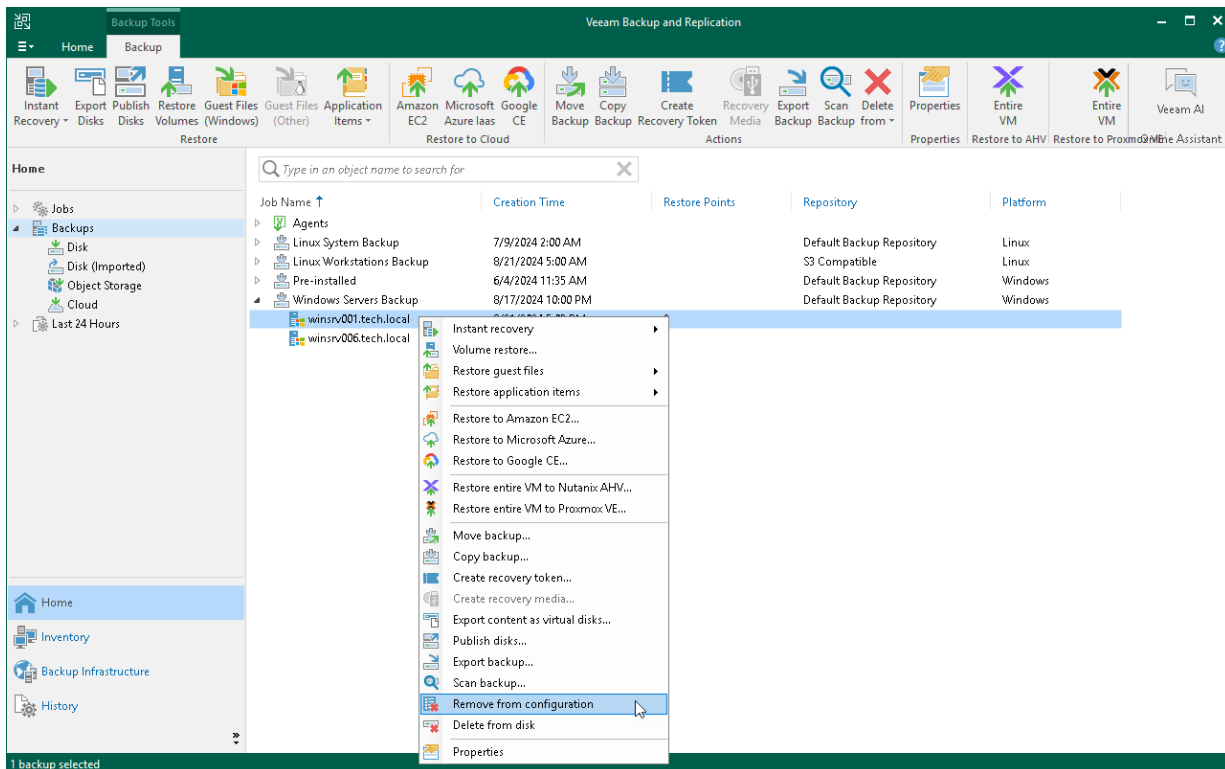 Backup Tools
Veeam Backup and Replication
Home Backup
Instant Recovery
Export Disks
Publish Disks
Restore Volumes
Guest Files (Windows)
Guest Files (Other)
Application Items
Amazon EC2
Microsoft Azure Iaas
Google CE
Move Backup
Copy Backup
Create Recovery Token
Recovery Media
Export Backup
Scan Backup
Delete from
Properties
Entire VM
Entire VM
Veeam AI
Restore
Restore to Cloud
Actions
Properties
Restore to AHV
Restore to Proxmox VE
Online Assistant
Home
Type in an object name to search for
Jobs
Backups
Disk
Disk (Imported)
Object Storage
Cloud
Last 24 Hours
Job Name Creation Time Restore Points Repository Platform
Agents
Linux System Backup 7/9/2024 2:00 AM Default Backup Repository Linux
Linux Workstations Backup 8/21/2024 5:00 AM S3 Compatible Linux
Pre-installed 6/4/2024 11:35 AM Default Backup Repository Windows
Windows Servers Backup 8/17/2024 10:00 PM Default Backup Repository Windows
winsrv001.tech.local
winsrv006.tech.local
Instant recovery
Volume restore...
Restore guest files
Restore application items
Restore to Amazon EC2...
Restore to Microsoft Azure...
Restore to Google CE...
Restore entire VM to Nutanix AHV...
Restore entire VM to Proxmox VE...
Move backup...
Copy backup...
Create recovery token...
Create recovery media...
Export content as virtual disks...
Publish disks...
Export backup...
Scan backup...
Remove from configuration
Delete from disk
Properties
Home
Inventory
Backup Infrastructure
History
1 backup selected